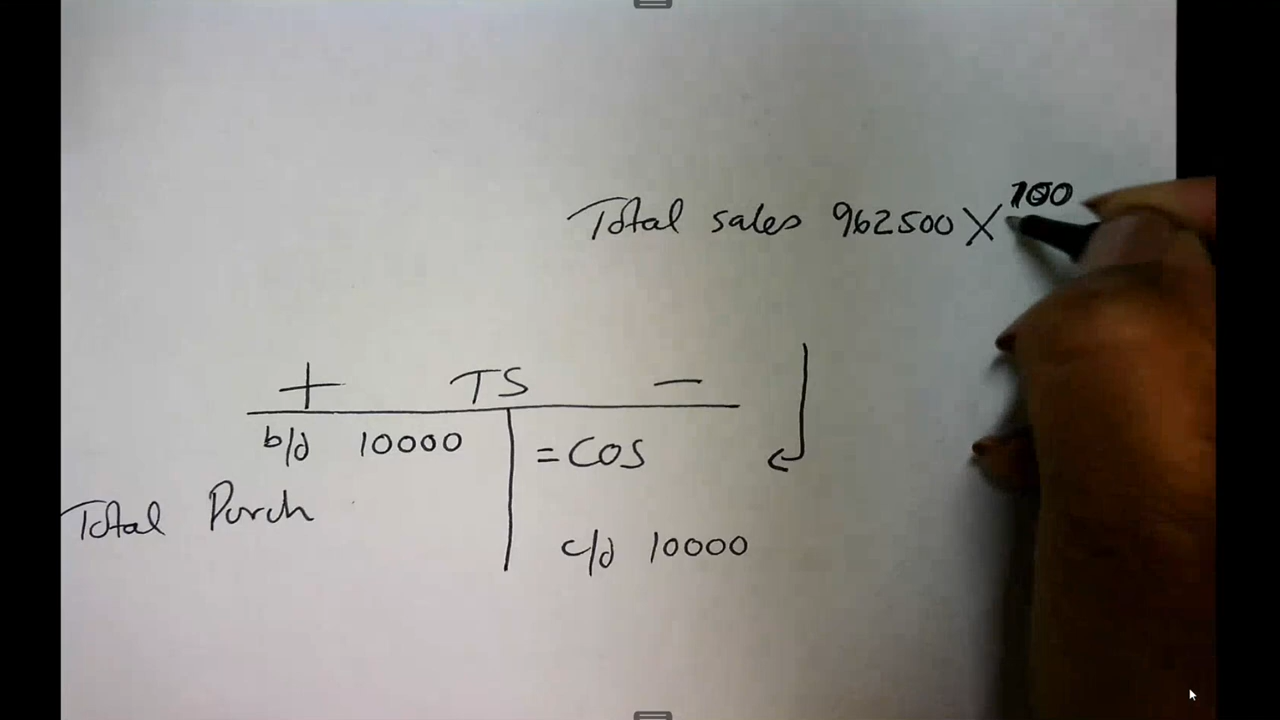 Total sales 962500 X 100
+ TS −
b/d 10000 = COS
Total Purch
c/d 10000